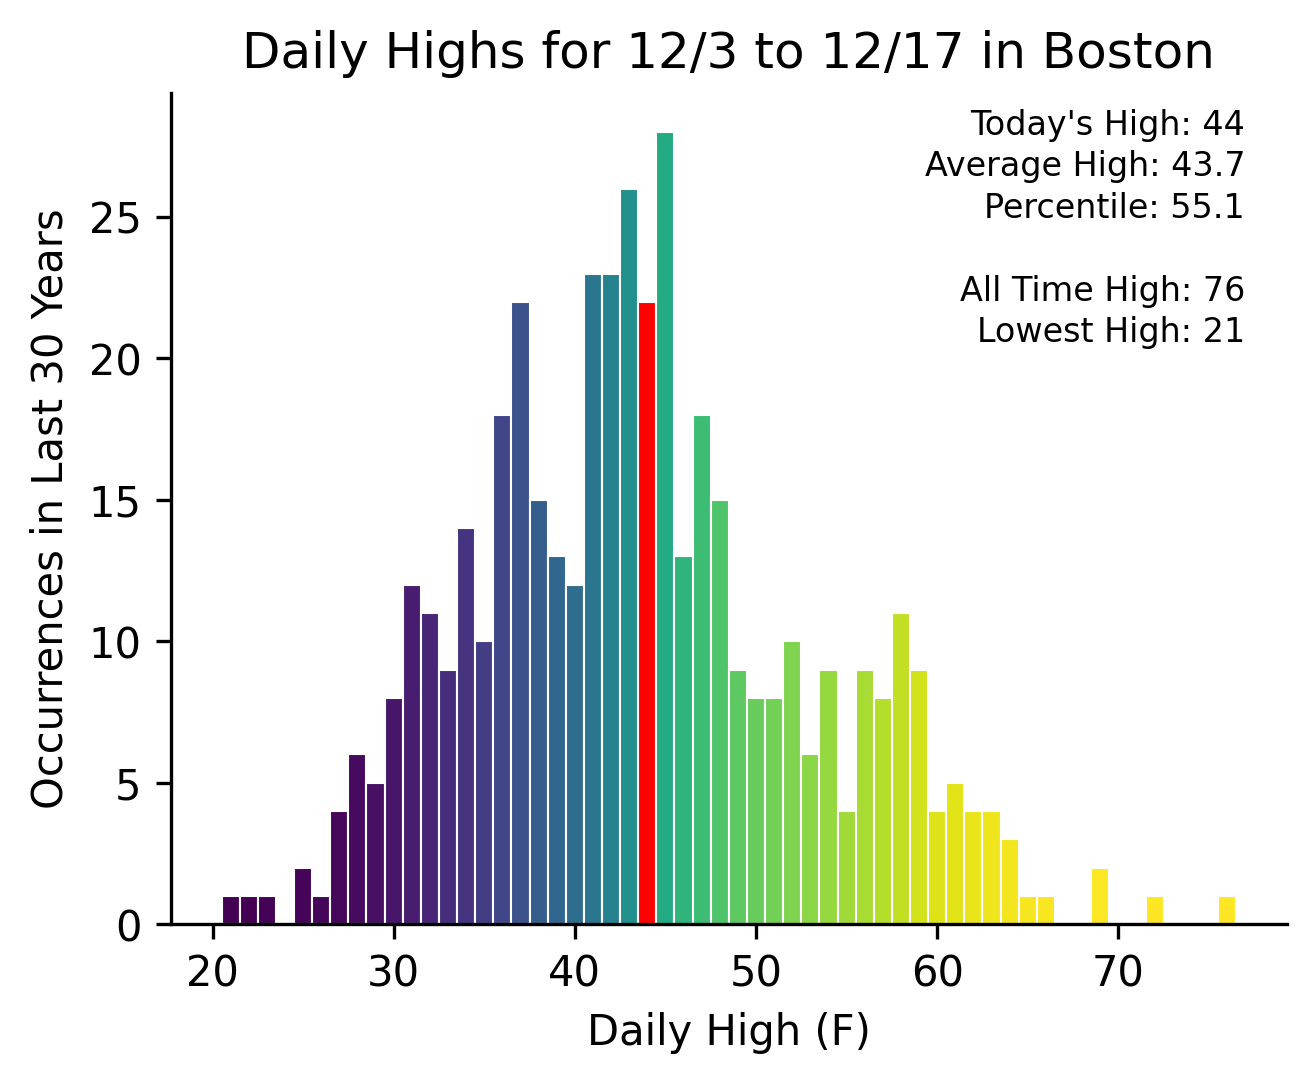 Daily Highs for 12/3 to 12/17 in Boston
Today's High: 44
Average High: 43.7
Percentile: 55.1
All Time High: 76
Lowest High: 21
Occurrences in Last 30 Years
25
20
15
10
5
0
20 30 40 50 60 70
Daily High (F)